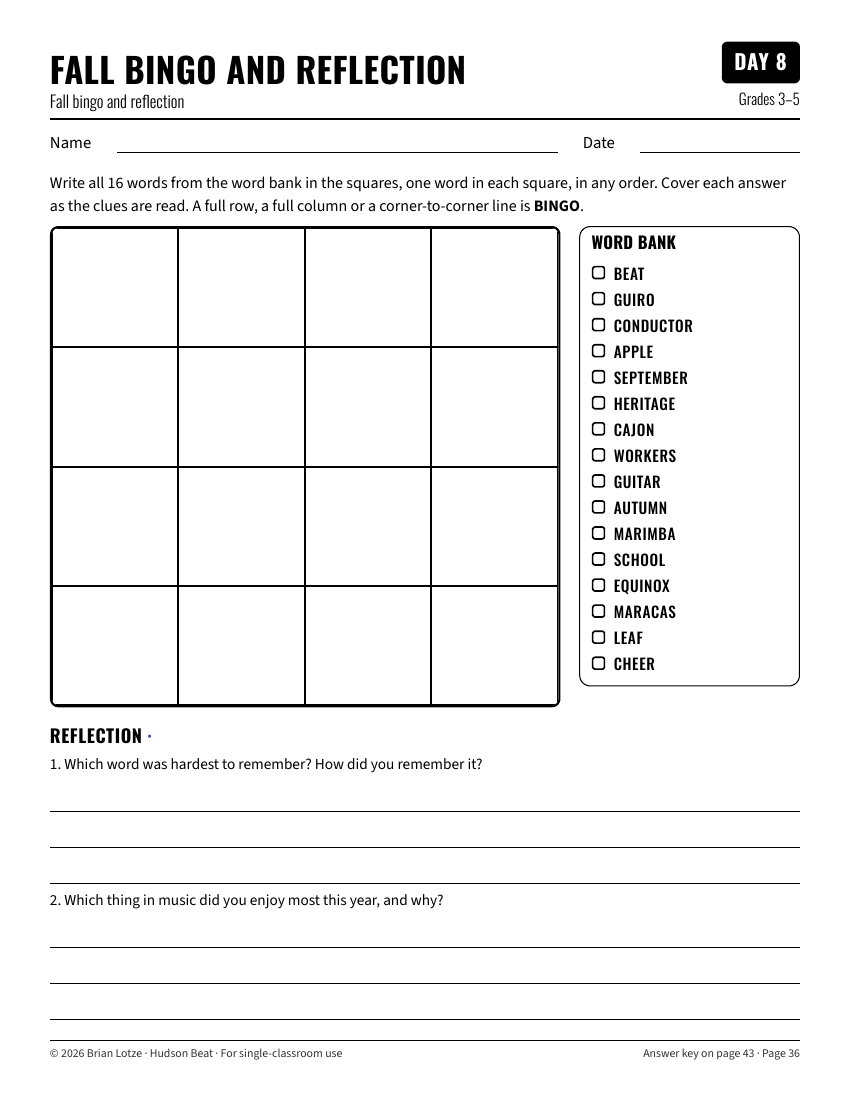 FALL BINGO AND REFLECTION
DAY 8
Fall bingo and reflection
Grades 3–5
Name
Date
Write all 16 words from the word bank in the squares, one word in each square, in any order. Cover each answer
as the clues are read. A full row, a full column or a corner-to-corner line is BINGO.
WORD BANK
BEAT
GUIRO
CONDUCTOR
APPLE
SEPTEMBER
HERITAGE
CAJON
WORKERS
GUITAR
AUTUMN
MARIMBA
SCHOOL
EQUINOX
MARACAS
LEAF
CHEER
REFLECTION ·
1. Which word was hardest to remember? How did you remember it?
2. Which thing in music did you enjoy most this year, and why?
© 2026 Brian Lotze · Hudson Beat · For single-classroom use
Answer key on page 43 · Page 36